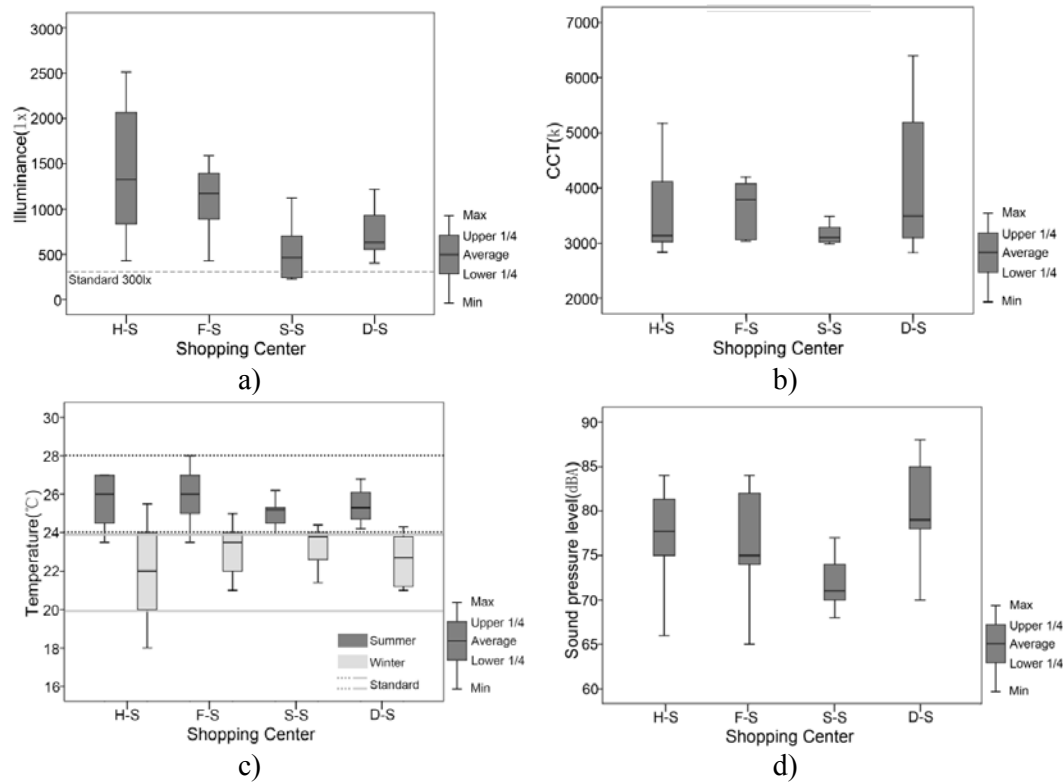 3000
2500
2000
1500
1000
500
0
Illuminance(lx)
Standard 300lx
H-S F-S S-S D-S
Shopping Center
Max
Upper 1/4
Average
Lower 1/4
Min
a)
7000
6000
5000
4000
3000
2000
CCT(k)
H-S F-S S-S D-S
Shopping Center
Max
Upper 1/4
Average
Lower 1/4
Min
b)
30
28
26
24
22
20
18
16
Temperature(℃)
Summer
Winter
Standard
H-S F-S S-S D-S
Shopping Center
Max
Upper 1/4
Average
Lower 1/4
Min
c)
90
85
80
75
70
65
60
Sound pressure level(dBA)
H-S F-S S-S D-S
Shopping Center
Max
Upper 1/4
Average
Lower 1/4
Min
d)